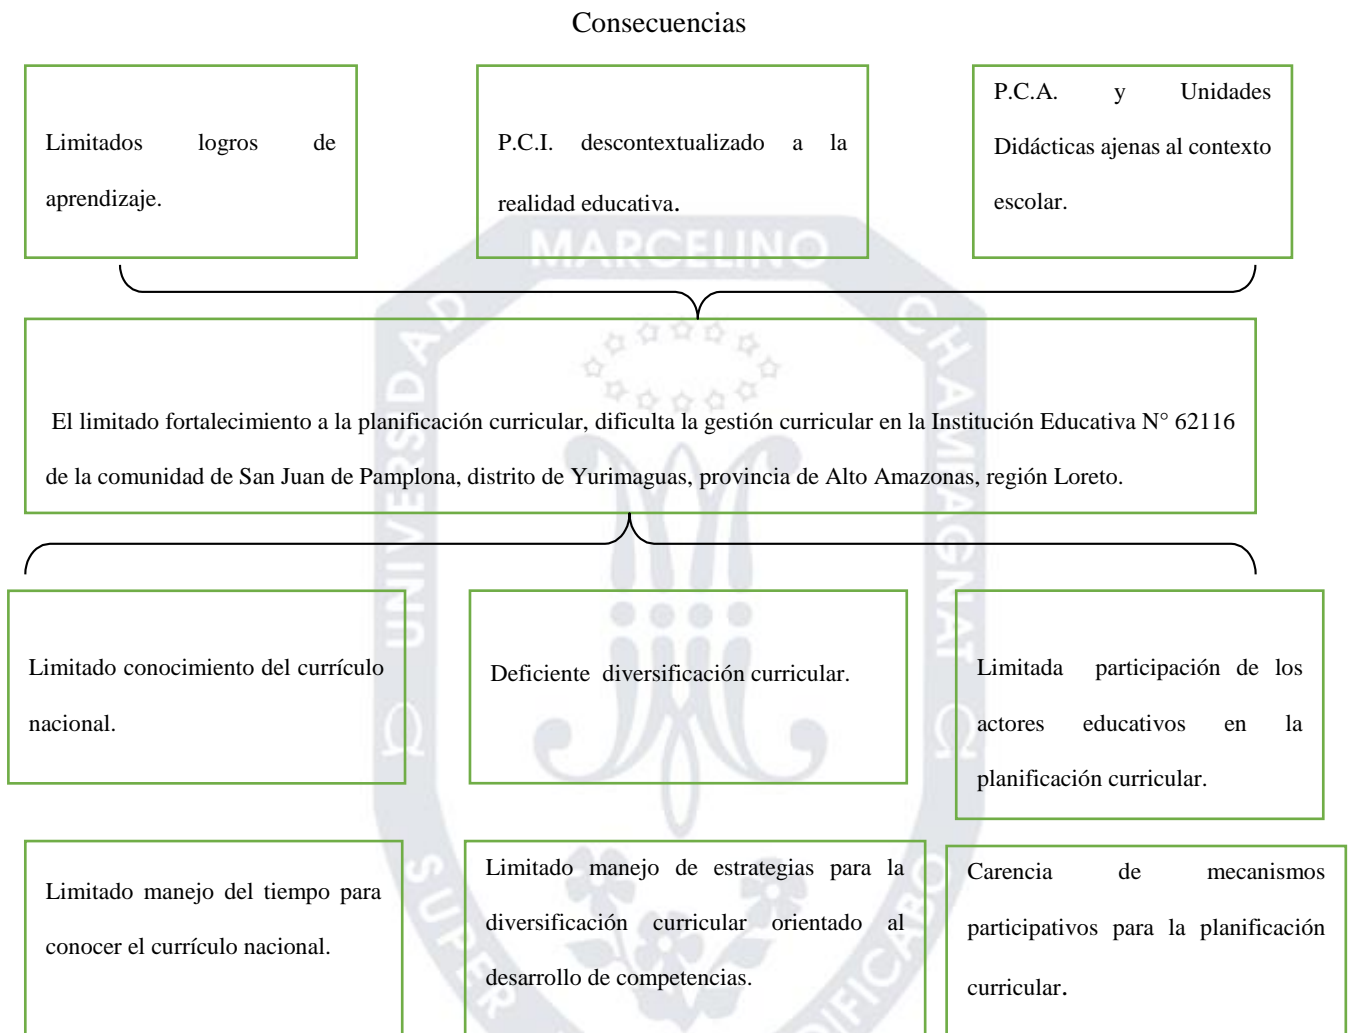 Consecuencias
Limitados logros de
aprendizaje.
P.C.I. descontextualizado a la
realidad educativa.
P.C.A. y Unidades
Didácticas ajenas al contexto
escolar.
El limitado fortalecimiento a la planificación curricular, dificulta la gestión curricular en la Institución Educativa N° 62116
de la comunidad de San Juan de Pamplona, distrito de Yurimaguas, provincia de Alto Amazonas, región Loreto.
Limitado conocimiento del currículo
nacional.
Deficiente diversificación curricular.
Limitada participación de los
actores educativos en la
planificación curricular.
Limitado manejo del tiempo para
conocer el currículo nacional.
Limitado manejo de estrategias para la
diversificación curricular orientado al
desarrollo de competencias.
Carencia de mecanismos
participativos para la planificación
curricular.
UNIVERSDAD
MARCELINO
CHAMPAGNAT
SUPER
IFICABO